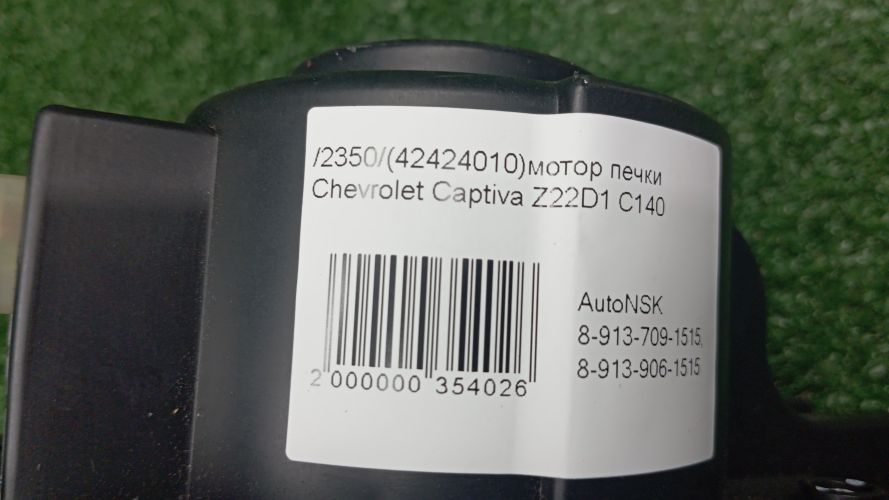 /2350/(42424010)мотор печки
Chevrolet Captiva Z22D1 C140
AutoNSK
8-913-709-1515,
8-913-906-1515
2 000000 354026